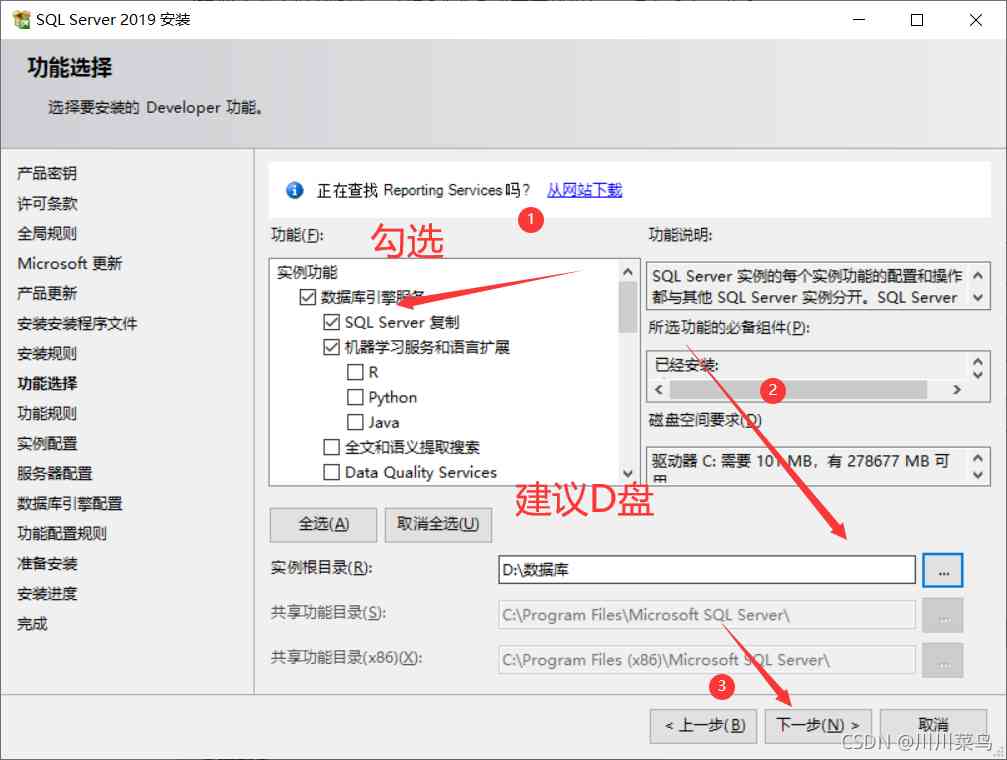 SQL Server 2019 安装
功能选择
选择要安装的 Developer 功能。
产品密钥
许可条款
全局规则
Microsoft 更新
产品更新
安装安装程序文件
安装规则
功能选择
功能规则
实例配置
服务器配置
数据库引擎配置
功能配置规则
准备安装
安装进度
完成
正在查找 Reporting Services 吗? 从网站下载
1
功能(F):
勾选
实例功能
数据库引擎服务
SQL Server 复制
机器学习服务和语言扩展
R
Python
Java
全文和语义提取搜索
Data Quality Services
功能说明:
SQL Server 实例的每个实例功能的配置和操作
都与其他 SQL Server 实例分开。SQL Server
所选功能的必备组件(P):
已经安装:
2
磁盘空间要求(D)
驱动器 C: 需要 101 MB，有 278677 MB 可
用
建议D盘
全选(A)
取消全选(U)
实例根目录(R):
D:\数据库
...
共享功能目录(S):
C:\Program Files\Microsoft SQL Server\
...
共享功能目录(x86)(X):
C:\Program Files (x86)\Microsoft SQL Server\
...
3
< 上一步(B)
下一步(N) >
取消
CSDN @川川菜鸟